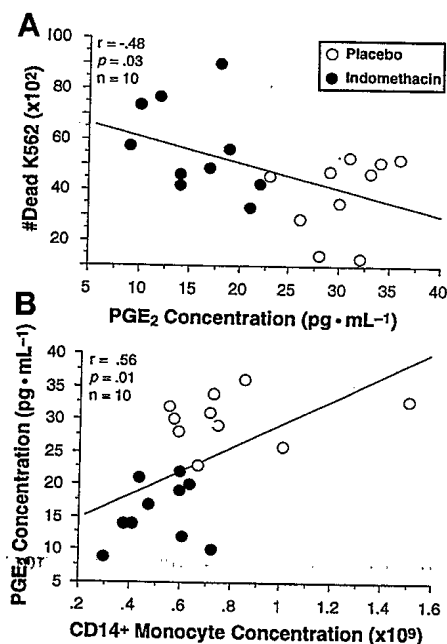 A
r = -.48
p = .03
n = 10
Placebo
Indomethacin
#Dead K562 (x10²)
100
80
60
40
20
5 10 15 20 25 30 35 40
PGE₂ Concentration (pg • mL⁻¹)
B
r = .56
p = .01
n = 10
PGE₂ Concentration (pg • mL⁻¹)
40
35
30
25
20
15
10
5
.2 .4 .6 .8 1 1.2 1.4 1.6
CD14+ Monocyte Concentration (x10⁹)